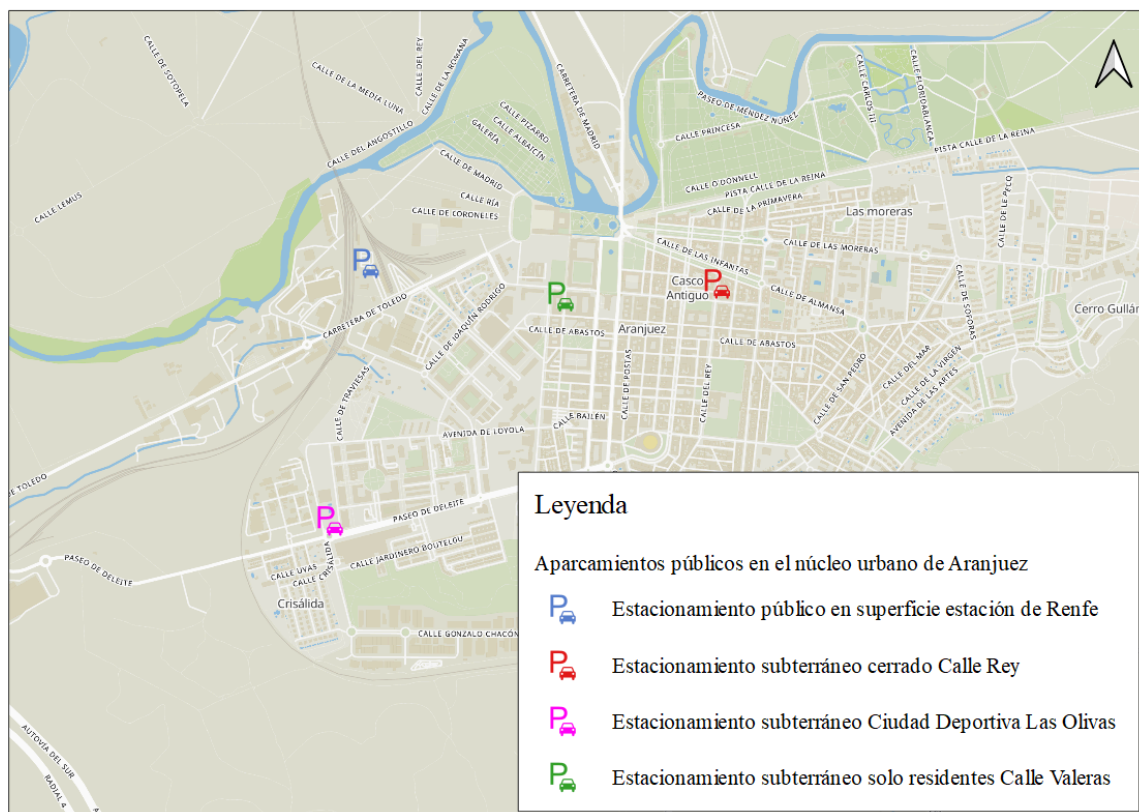 CALLE DE SOTOPELA
CALLE DEL REY
CALLE DE LA ROMANA
CALLE DE LA MEDIA LUNA
CARRETERA DE MADRID
CALLE PIZARRO
CALLE ALBAICÍN
GALERÍA
CALLE DEL ANGOSTILLO
PASEO DE MÉNDEZ NÚÑEZ
CALLE CARLOS III
CALLE FLORIDABLANCA
CALLE PRINCESA
PISTA CALLE DE LA REINA
CALLE DE MADRID
CALLE O'DONNELL
PISTA CALLE DE LA REINA
CALLE LEMUS
CALLE RÍA
CALLE DE CORONELES
CALLE DE LA PRIMAVERA
Las moreras
CALLE DE LE PECQ
CALLE DE LAS INFANTAS
CALLE DE LAS MORERAS
P
P
P
Casco
Antiguo
CALLE DE ALMANSA
CALLE DE SOFORAS
Cerro Gullón
CARRETERA DE TOLEDO
CALLE DE JOAQUÍN RODRIGO
CALLE DE ABASTOS
Aranjuez
CALLE DE ABASTOS
CALLE DE TRAVIESAS
CALLE DE POSTAS
CALLE DEL REY
CALLE DE SAN PEDRO
CALLE DEL MAR
CALLE DE LA VIRGEN
AVENIDA DE LAS ARTES
CALLE BAILÉN
AVENIDA DE LOYOLA
DE TOLEDO
PASEO DE DELEITE
P
PASEO DE DELEITE
CALLE JARDINERO BOUTELOU
CALLE UVAS
CALLE CRISÁLIDA
Crisálida
CALLE GONZALO CHACÓN
AUTOVÍA DEL SUR
RADIAL 4
Leyenda
Aparcamientos públicos en el núcleo urbano de Aranjuez
P Estacionamiento público en superfície estación de Renfe
P Estacionamiento subterráneo cerrado Calle Rey
P Estacionamiento subterráneo Ciudad Deportiva Las Olivas
P Estacionamiento subterráneo solo residentes Calle Valeras